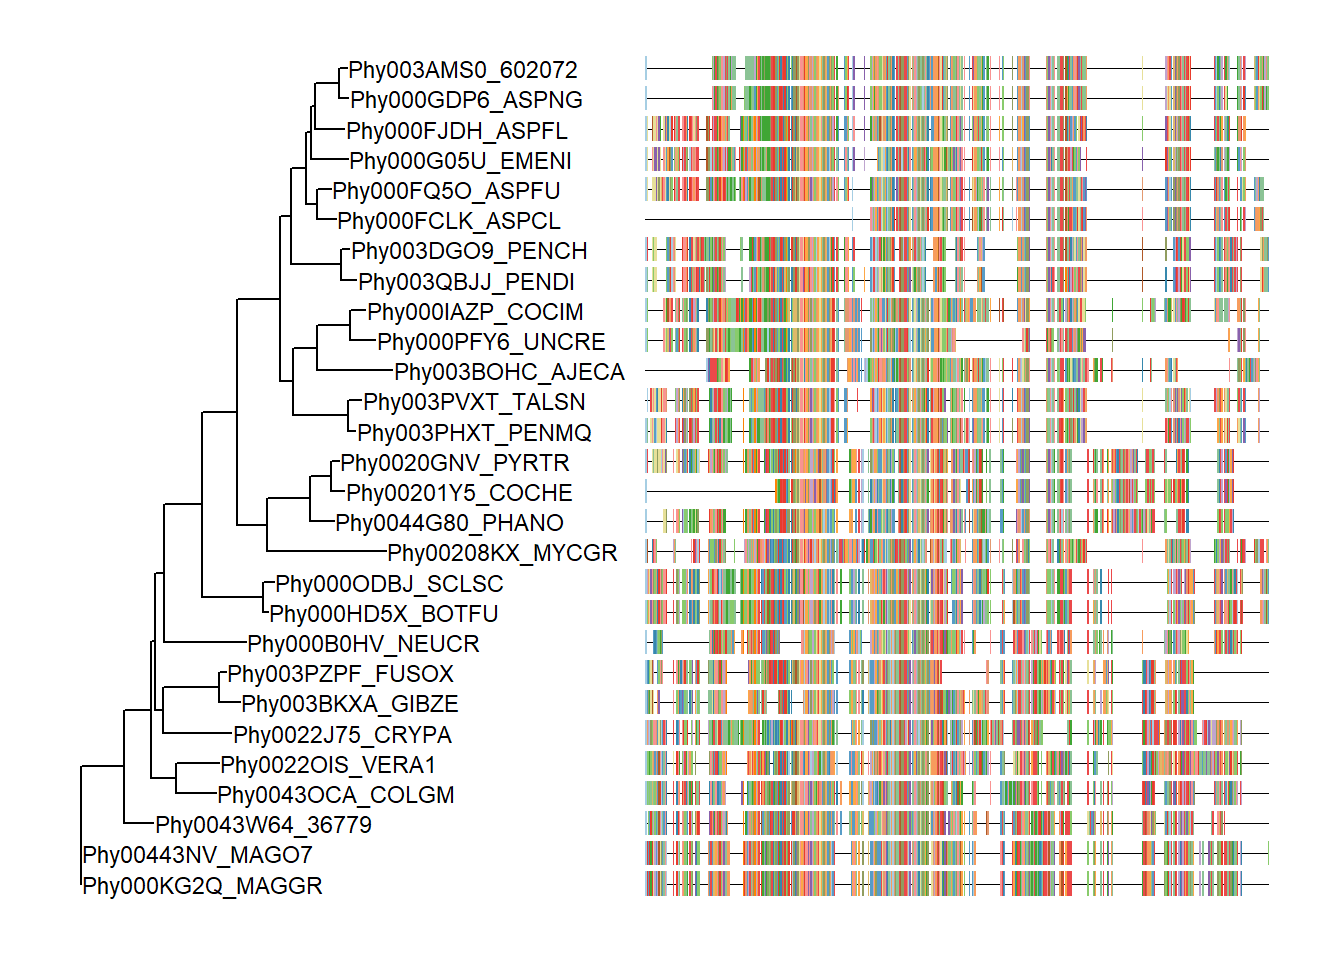 Phy003AMS0_602072
Phy000GDP6_ASPNG
Phy000FJDH_ASPFL
Phy000G05U_EMENI
Phy000FQ5O_ASPFU
Phy000FCLK_ASPCL
Phy003DGO9_PENCH
Phy003QBJJ_PENDI
Phy000IAZP_COCIM
Phy000PFY6_UNCRE
Phy003BOHC_AJECA
Phy003PVXT_TALSN
Phy003PHXT_PENMQ
Phy0020GNV_PYRTR
Phy00201Y5_COCHE
Phy0044G80_PHANO
Phy00208KX_MYCGR
Phy000ODBJ_SCLSC
Phy000HD5X_BOTFU
Phy000B0HV_NEUCR
Phy003PZPF_FUSOX
Phy003BKXA_GIBZE
Phy0022J75_CRYPA
Phy0022OIS_VERA1
Phy0043OCA_COLGM
Phy0043W64_36779
Phy00443NV_MAGO7
Phy000KG2Q_MAGGR